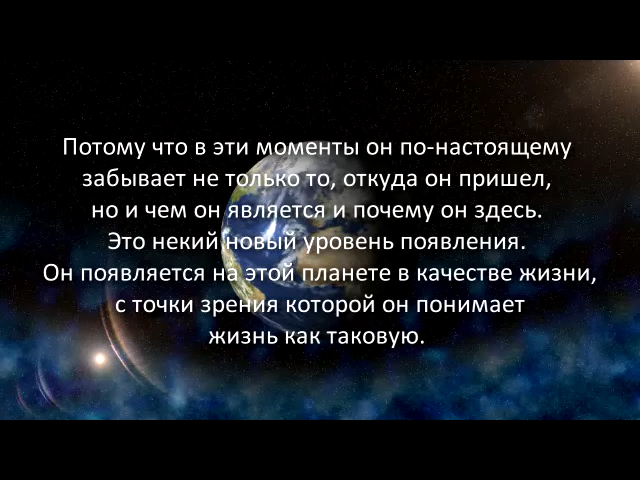 Потому что в эти моменты он по-настоящему
забывает не только то, откуда он пришел,
но и чем он является и почему он здесь.
Это некий новый уровень появления.
Он появляется на этой планете в качестве жизни,
с точки зрения которой он понимает
жизнь как таковую.